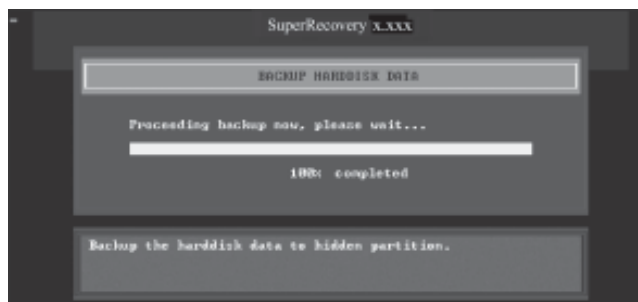 SuperRecovery x.xxx
BACKUP HARDDISK DATA
Proceeding backup now, please wait...
100% completed
Backup the harddisk data to hidden partition.